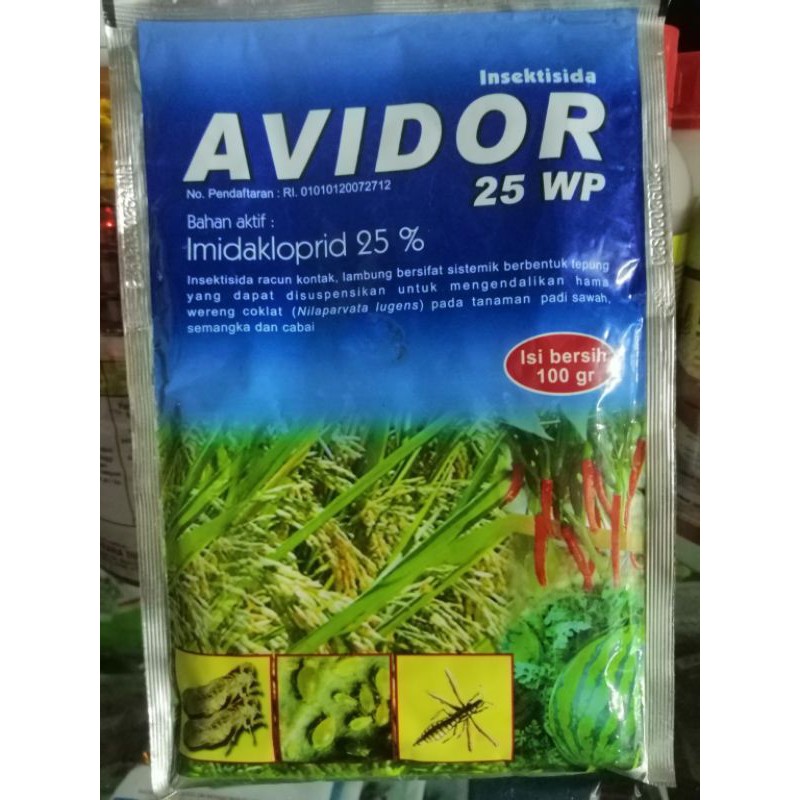 Insektisida
AVIDOR
25 WP
No. Pendaftaran : RI. 01010120072712
Bahan aktif :
Imidakloprid 25 %
Insektisida racun kontak, lambung bersifat sistemik berbentuk tepung
yang dapat disuspensikan untuk mengendalikan hama
wereng coklat (Nilaparvata lugens) pada tanaman padi sawah,
semangka dan cabai
Isi bersih
100 gr